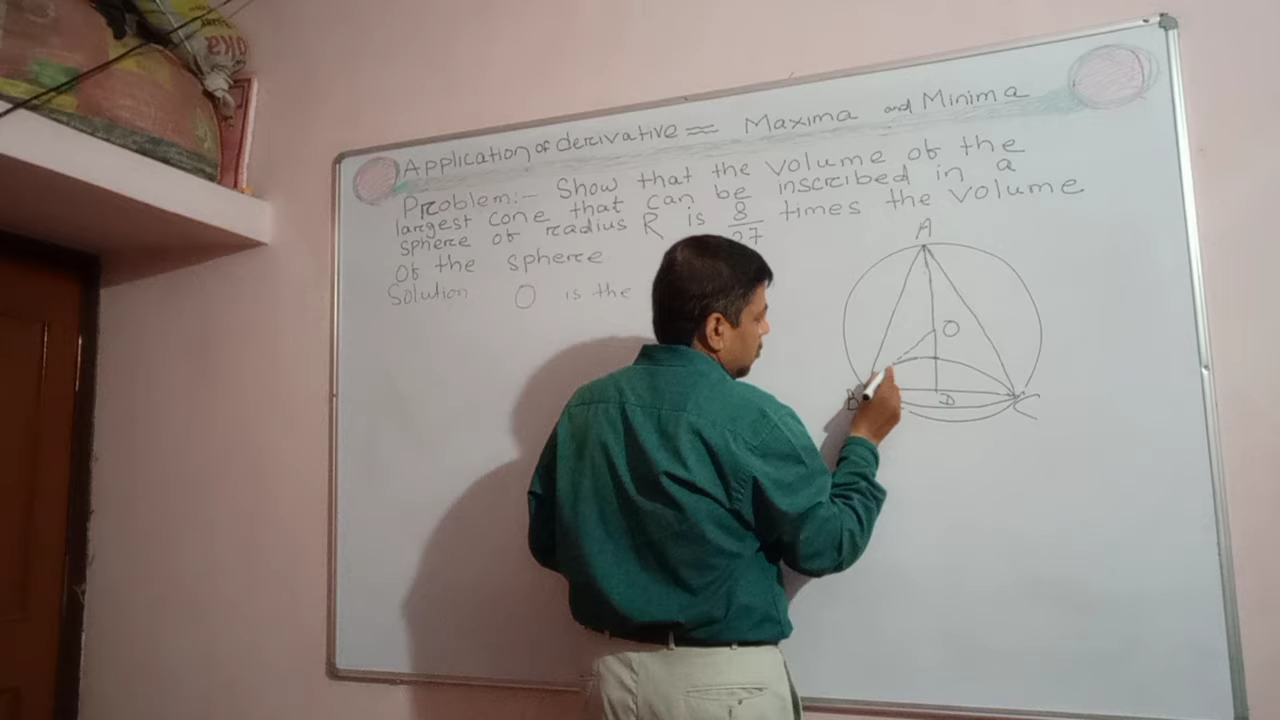 Application of derivative = Maxima and Minima
Problem:- Show that the volume of the
largest cone that can be inscribed in a
sphere of radius R is 8/27 times the volume
of the sphere
Solution O is the
A
O
B
D
C